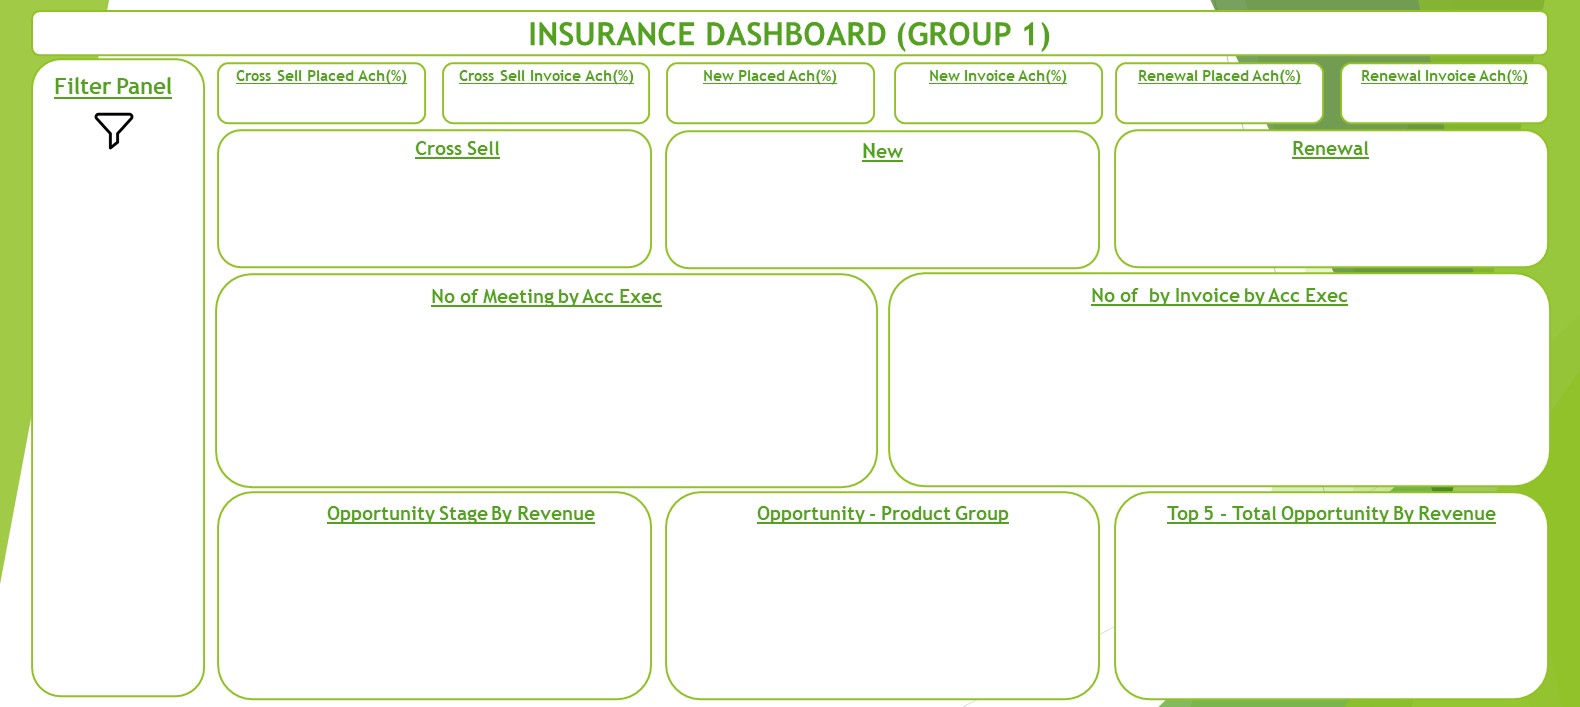 INSURANCE DASHBOARD (GROUP 1)
Filter Panel
Cross Sell Placed Ach(%)
Cross Sell Invoice Ach(%)
New Placed Ach(%)
New Invoice Ach(%)
Renewal Placed Ach(%)
Renewal Invoice Ach(%)
Cross Sell
New
Renewal
No of Meeting by Acc Exec
No of  by Invoice by Acc Exec
Opportunity Stage By Revenue
Opportunity - Product Group
Top 5 - Total Opportunity By Revenue